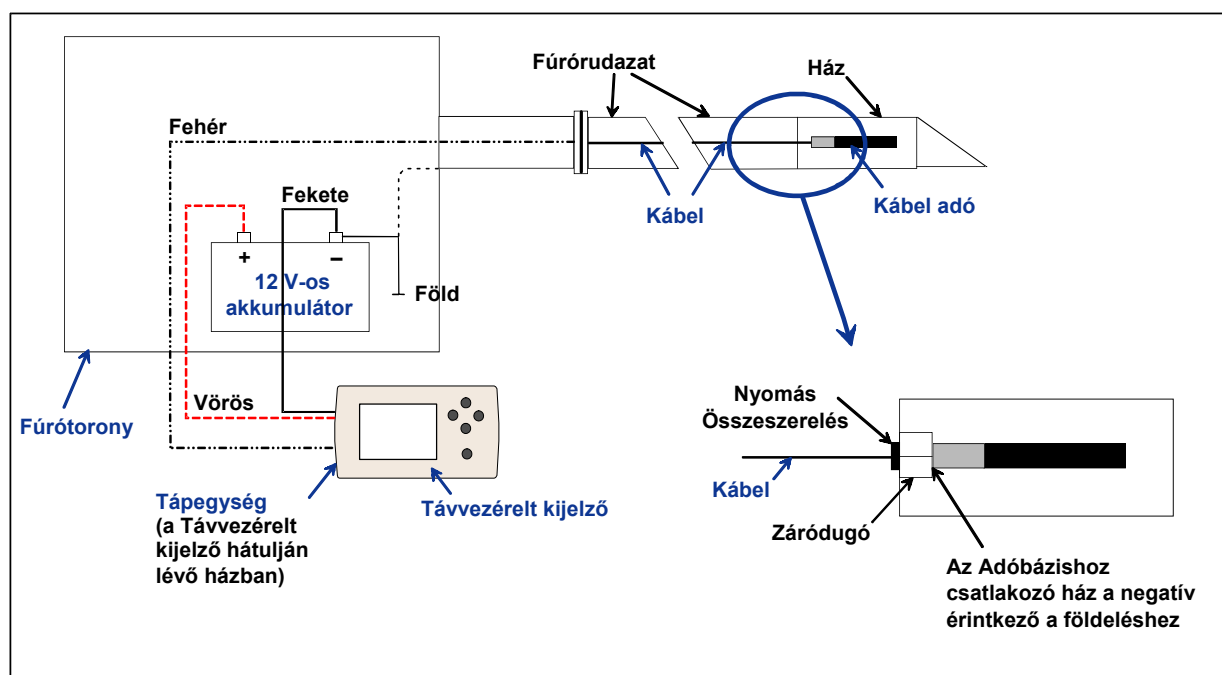 Fúrórudazat
Ház
Fehér
Fekete
Kábel
Kábel adó
+
–
12 V-os
akkumulátor
Föld
Vörös
Fúrótorony
Nyomás
Összeszerelés
Kábel
Tápegység
(a Távvezérelt
kijelző hátulján
lévő házban)
Távvezérelt kijelző
Záródugó
Az Adóbázishoz
csatlakozó ház a negatív
érintkező a földeléshez